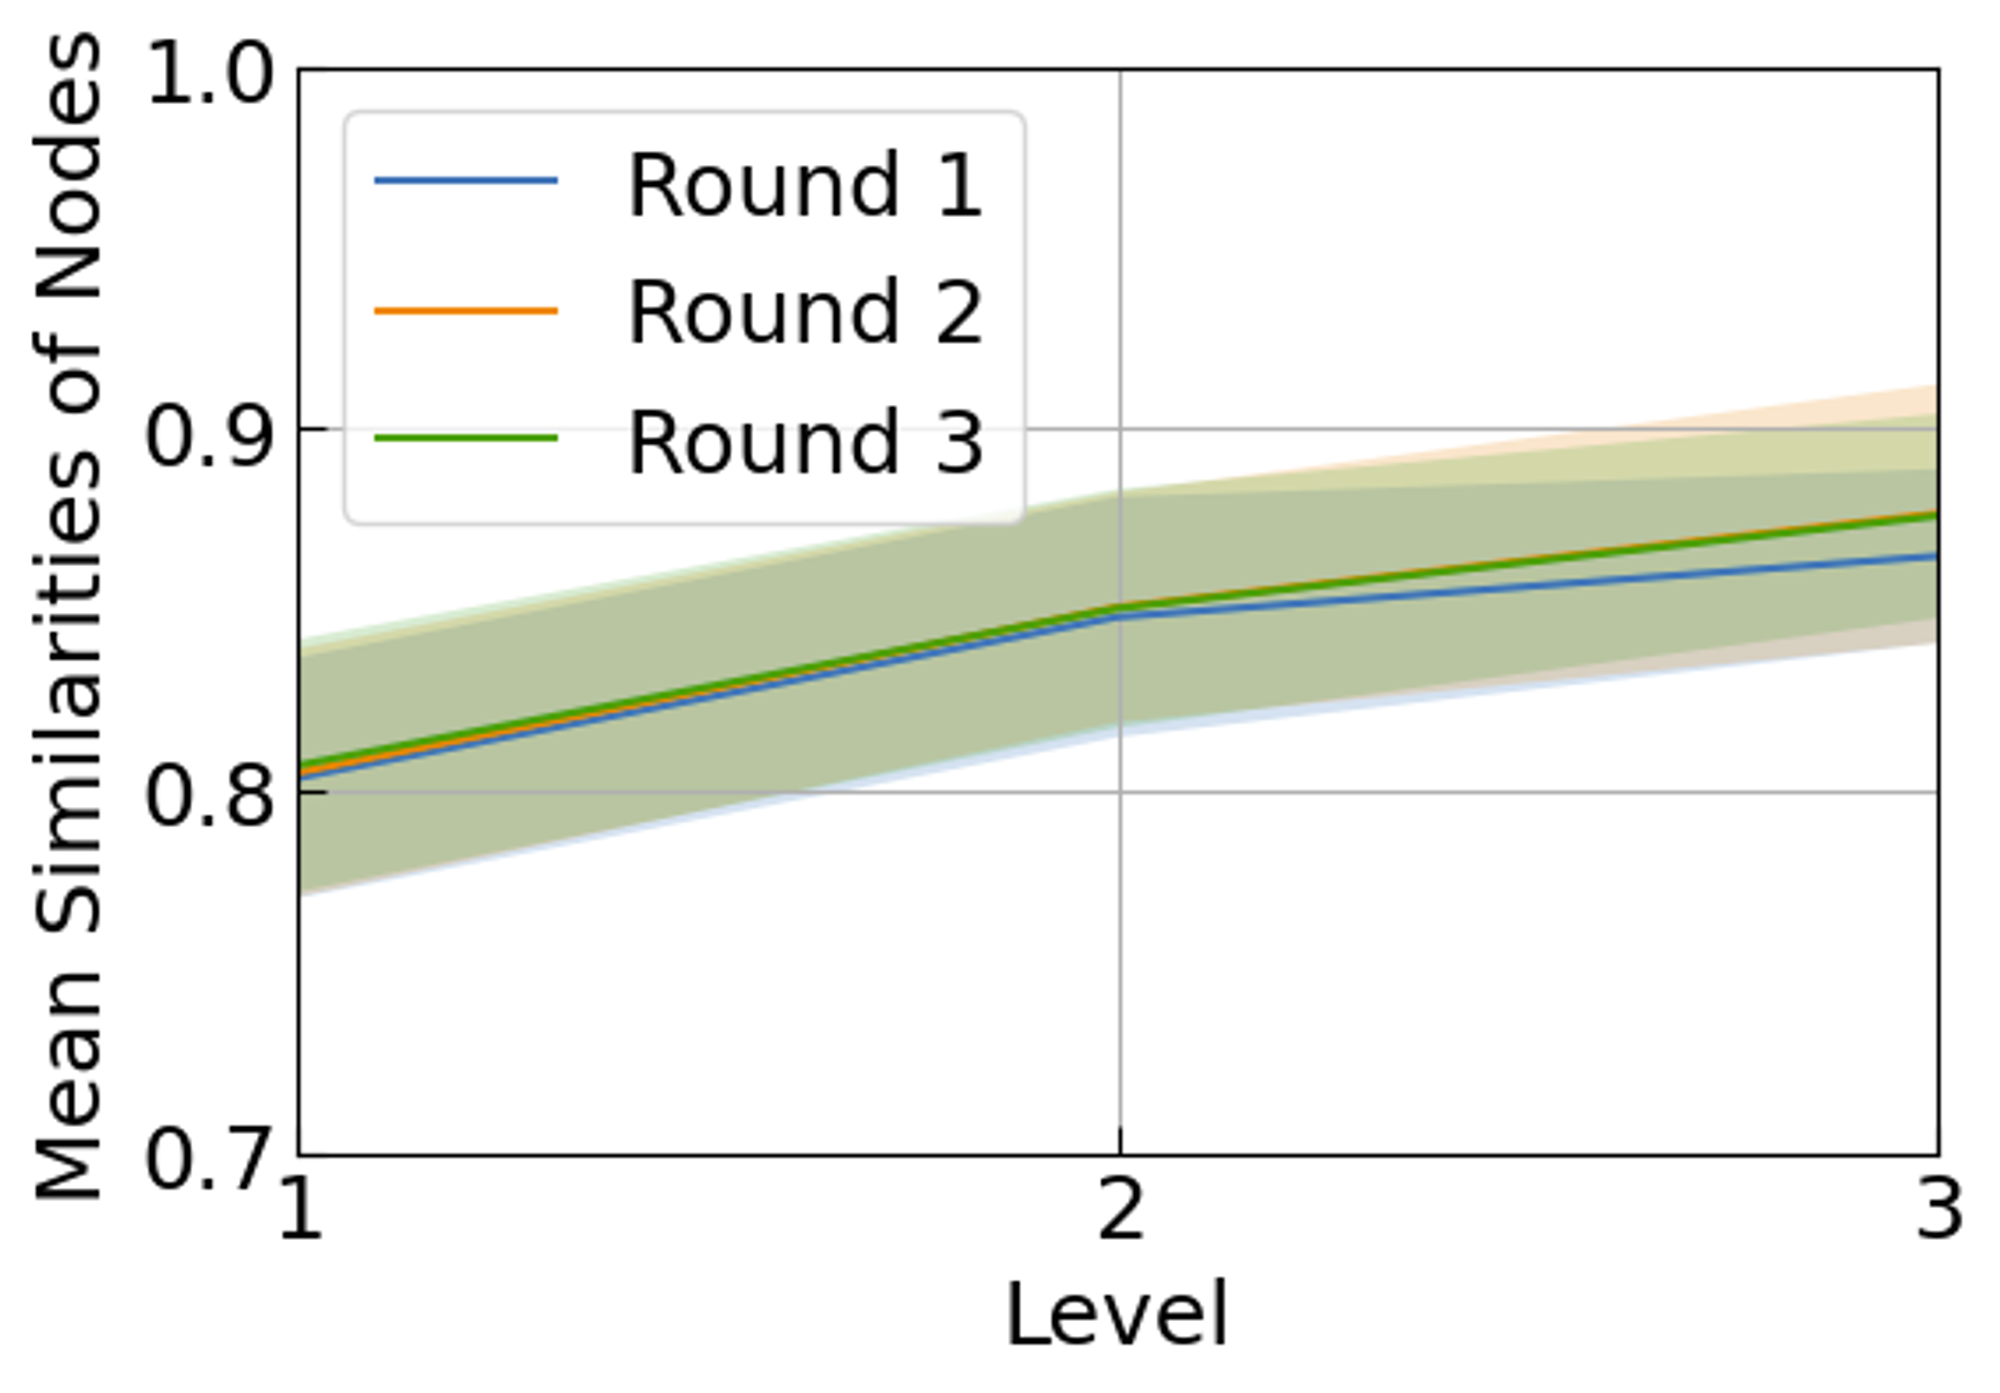 Mean Similarities of Nodes
1.0
0.9
0.8
0.7
Round 1
Round 2
Round 3
1 2 3
Level